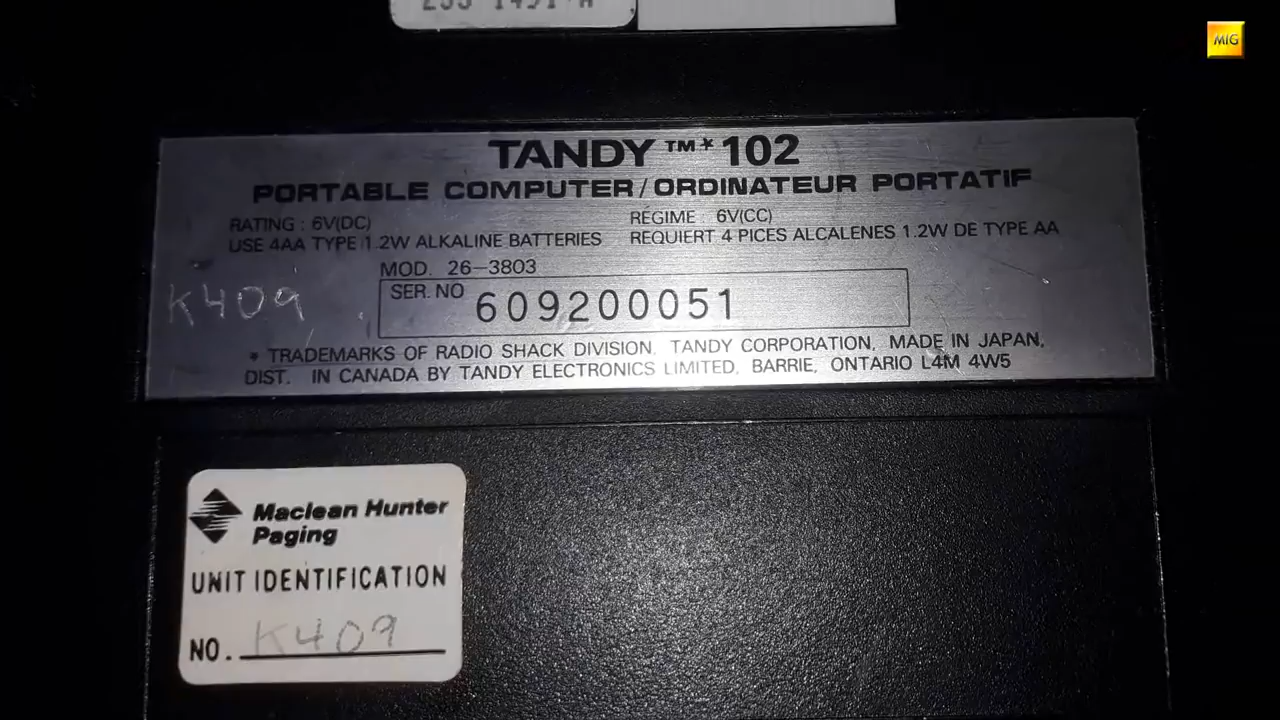 MIG
TANDY ™* 102
PORTABLE COMPUTER/ORDINATEUR PORTATIF
RATING : 6V(DC)
USE 4AA TYPE 1.2W ALKALINE BATTERIES
RÉGIME : 6V(CC)
REQUIERT 4 PICES ALCALENES 1.2W DE TYPE AA
MOD. 26-3803
SER. NO 609200051
K409
* TRADEMARKS OF RADIO SHACK DIVISION, TANDY CORPORATION, MADE IN JAPAN,
DIST. IN CANADA BY TANDY ELECTRONICS LIMITED, BARRIE, ONTARIO L4M 4W5
Maclean Hunter
Paging
UNIT IDENTIFICATION
NO. K409